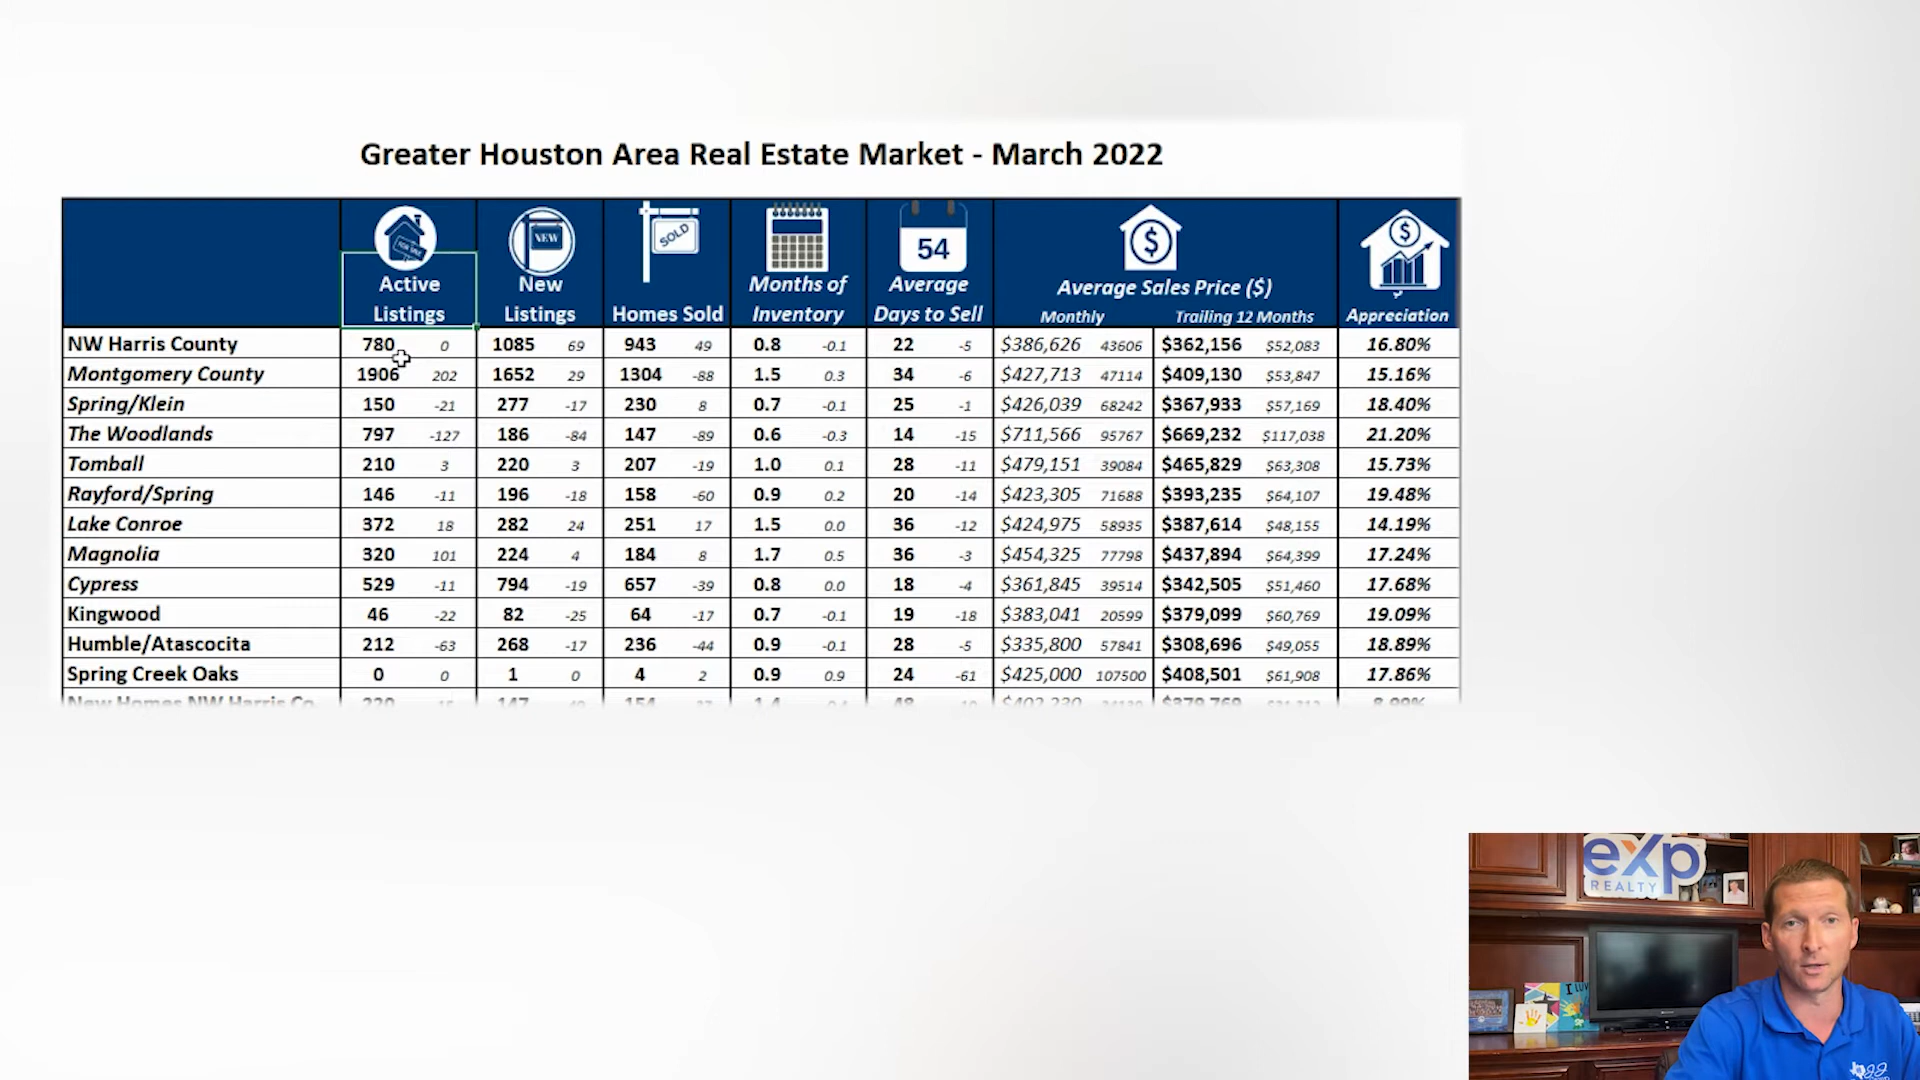 Greater Houston Area Real Estate Market - March 2022
NEW
SOLD
54
$
$
Active
Listings
New
Listings
Homes Sold
Months of
Inventory
Average
Days to Sell
Average Sales Price ($)
Monthly
Trailing 12 Months
Appreciation
NW Harris County 780 0 1085 69 943 49 0.8 -0.1 22 -5 $386,626 43606 $362,156 $52,083 16.80%
Montgomery County 1906 202 1652 29 1304 -88 1.5 0.3 34 -6 $427,713 47114 $409,130 $53,847 15.16%
Spring/Klein 150 -21 277 -17 230 8 0.7 -0.1 25 -1 $426,039 68242 $367,933 $57,169 18.40%
The Woodlands 797 -127 186 -84 147 -89 0.6 -0.3 14 -15 $711,566 95767 $669,232 $117,038 21.20%
Tomball 210 3 220 3 207 -19 1.0 0.1 28 -11 $479,151 39084 $465,829 $63,308 15.73%
Rayford/Spring 146 -11 196 -18 158 -60 0.9 0.2 20 -14 $423,305 71688 $393,235 $64,107 19.48%
Lake Conroe 372 18 282 24 251 17 1.5 0.0 36 -12 $424,975 58935 $387,614 $48,155 14.19%
Magnolia 320 101 224 4 184 8 1.7 0.5 36 -3 $454,325 77798 $437,894 $64,399 17.24%
Cypress 529 -11 794 -19 657 -39 0.8 0.0 18 -4 $361,845 39514 $342,505 $51,460 17.68%
Kingwood 46 -22 82 -25 64 -17 0.7 -0.1 19 -18 $383,041 20599 $379,099 $60,769 19.09%
Humble/Atascocita 212 -63 268 -17 236 -44 0.9 -0.1 28 -5 $335,800 57841 $308,696 $49,055 18.89%
Spring Creek Oaks 0 0 1 0 4 2 0.9 0.9 24 -61 $425,000 107500 $408,501 $61,908 17.86%
New Homes NW Harris Co
eXp
REALTY